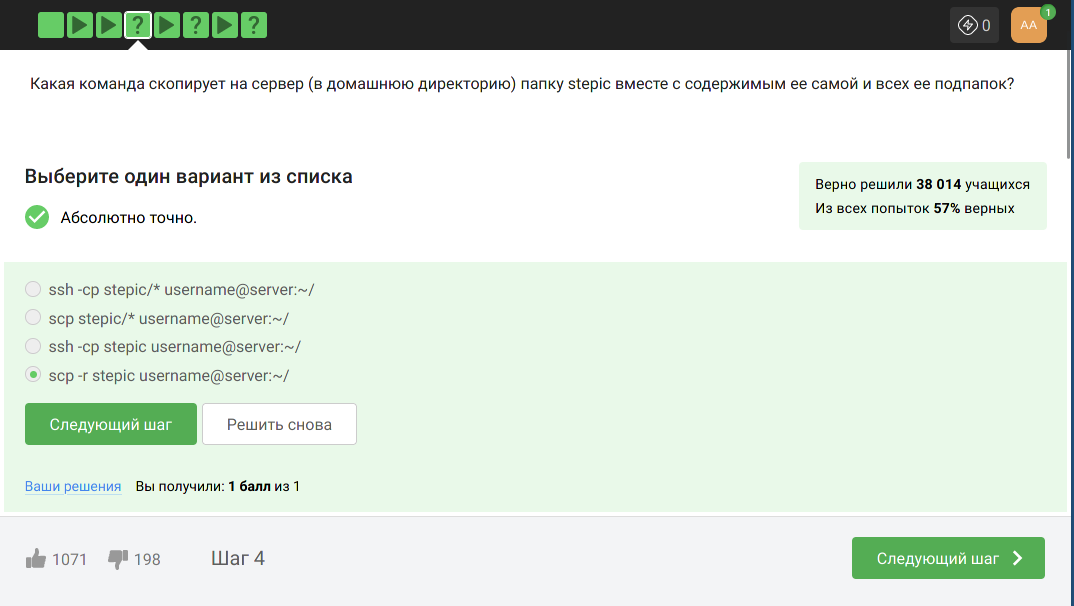 ? ? ?
0
AA
1
Какая команда скопирует на сервер (в домашнюю директорию) папку stepic вместе с содержимым ее самой и всех ее подпапок?
Выберите один вариант из списка
Абсолютно точно.
Верно решили 38 014 учащихся
Из всех попыток 57% верных
ssh -cp stepic/* username@server:~/
scp stepic/* username@server:~/
ssh -cp stepic username@server:~/
scp -r stepic username@server:~/
Следующий шаг Решить снова
Ваши решения Вы получили: 1 балл из 1
1071 198 Шаг 4 Следующий шаг